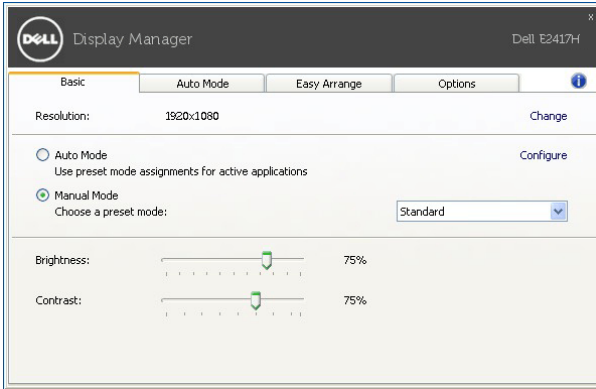 DELL Display Manager
x
Dell E2417H
Basic Auto Mode Easy Arrange Options i
Resolution: 1920x1080 Change
Auto Mode Configure
Use preset mode assignments for active applications
Manual Mode
Choose a preset mode: Standard
Brightness: 75%
Contrast: 75%